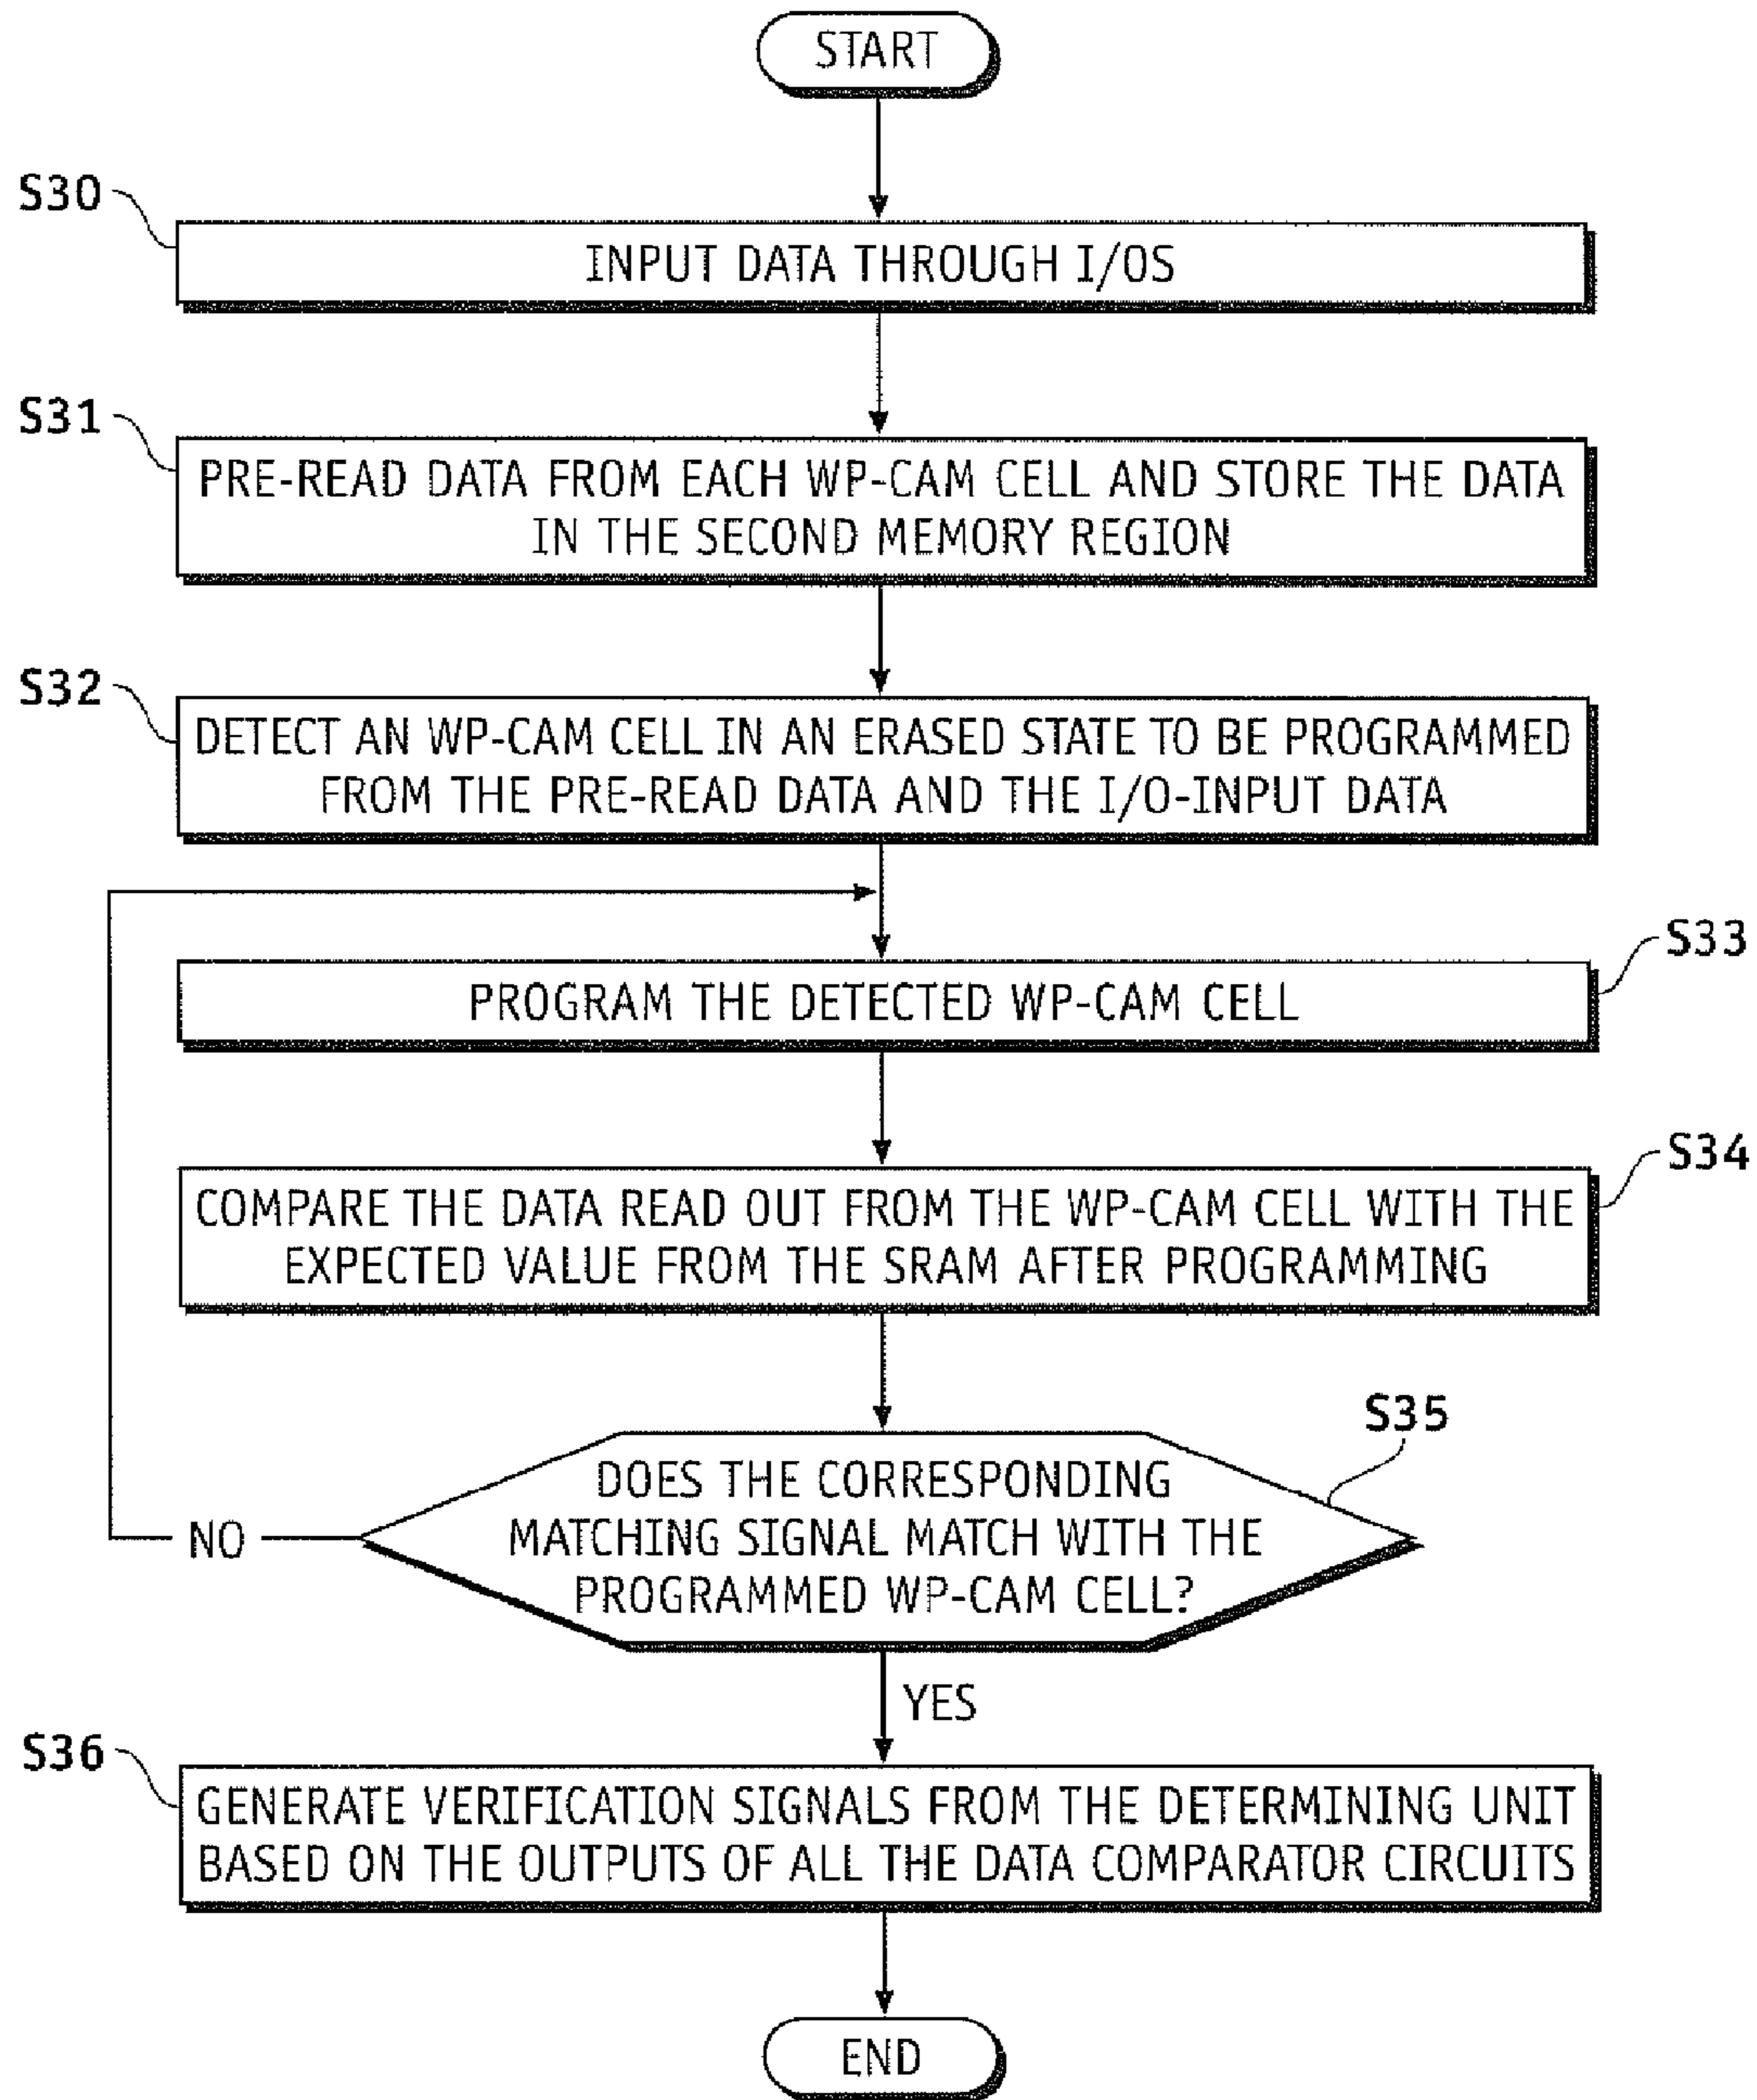 START
S30
INPUT DATA THROUGH I/OS
S31
PRE-READ DATA FROM EACH WP-CAM CELL AND STORE THE DATA
IN THE SECOND MEMORY REGION
S32
DETECT AN WP-CAM CELL IN AN ERASED STATE TO BE PROGRAMMED
FROM THE PRE-READ DATA AND THE I/O-INPUT DATA
S33
PROGRAM THE DETECTED WP-CAM CELL
S34
COMPARE THE DATA READ OUT FROM THE WP-CAM CELL WITH THE
EXPECTED VALUE FROM THE SRAM AFTER PROGRAMMING
S35
DOES THE CORRESPONDING
MATCHING SIGNAL MATCH WITH THE
PROGRAMMED WP-CAM CELL?
NO
YES
S36
GENERATE VERIFICATION SIGNALS FROM THE DETERMINING UNIT
BASED ON THE OUTPUTS OF ALL THE DATA COMPARATOR CIRCUITS
END